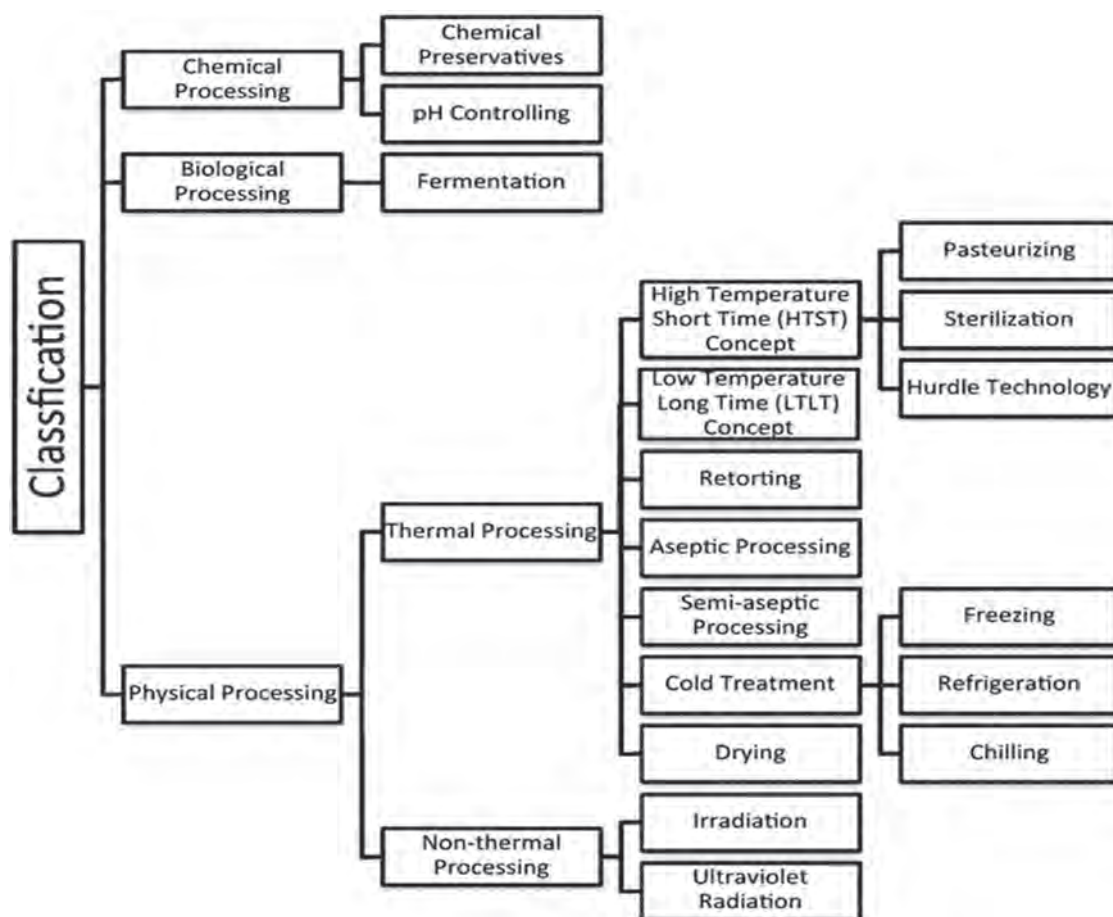 Classfication
Chemical
Processing
Chemical
Preservatives
pH Controlling
Biological
Processing
Fermentation
Physical Processing
Thermal Processing
High Temperature
Short Time (HTST)
Concept
Pasteurizing
Sterilization
Hurdle Technology
Low Temperature
Long Time (LTLT)
Concept
Retorting
Aseptic Processing
Semi-aseptic
Processing
Cold Treatment
Freezing
Refrigeration
Chilling
Drying
Non-thermal
Processing
Irradiation
Ultraviolet
Radiation